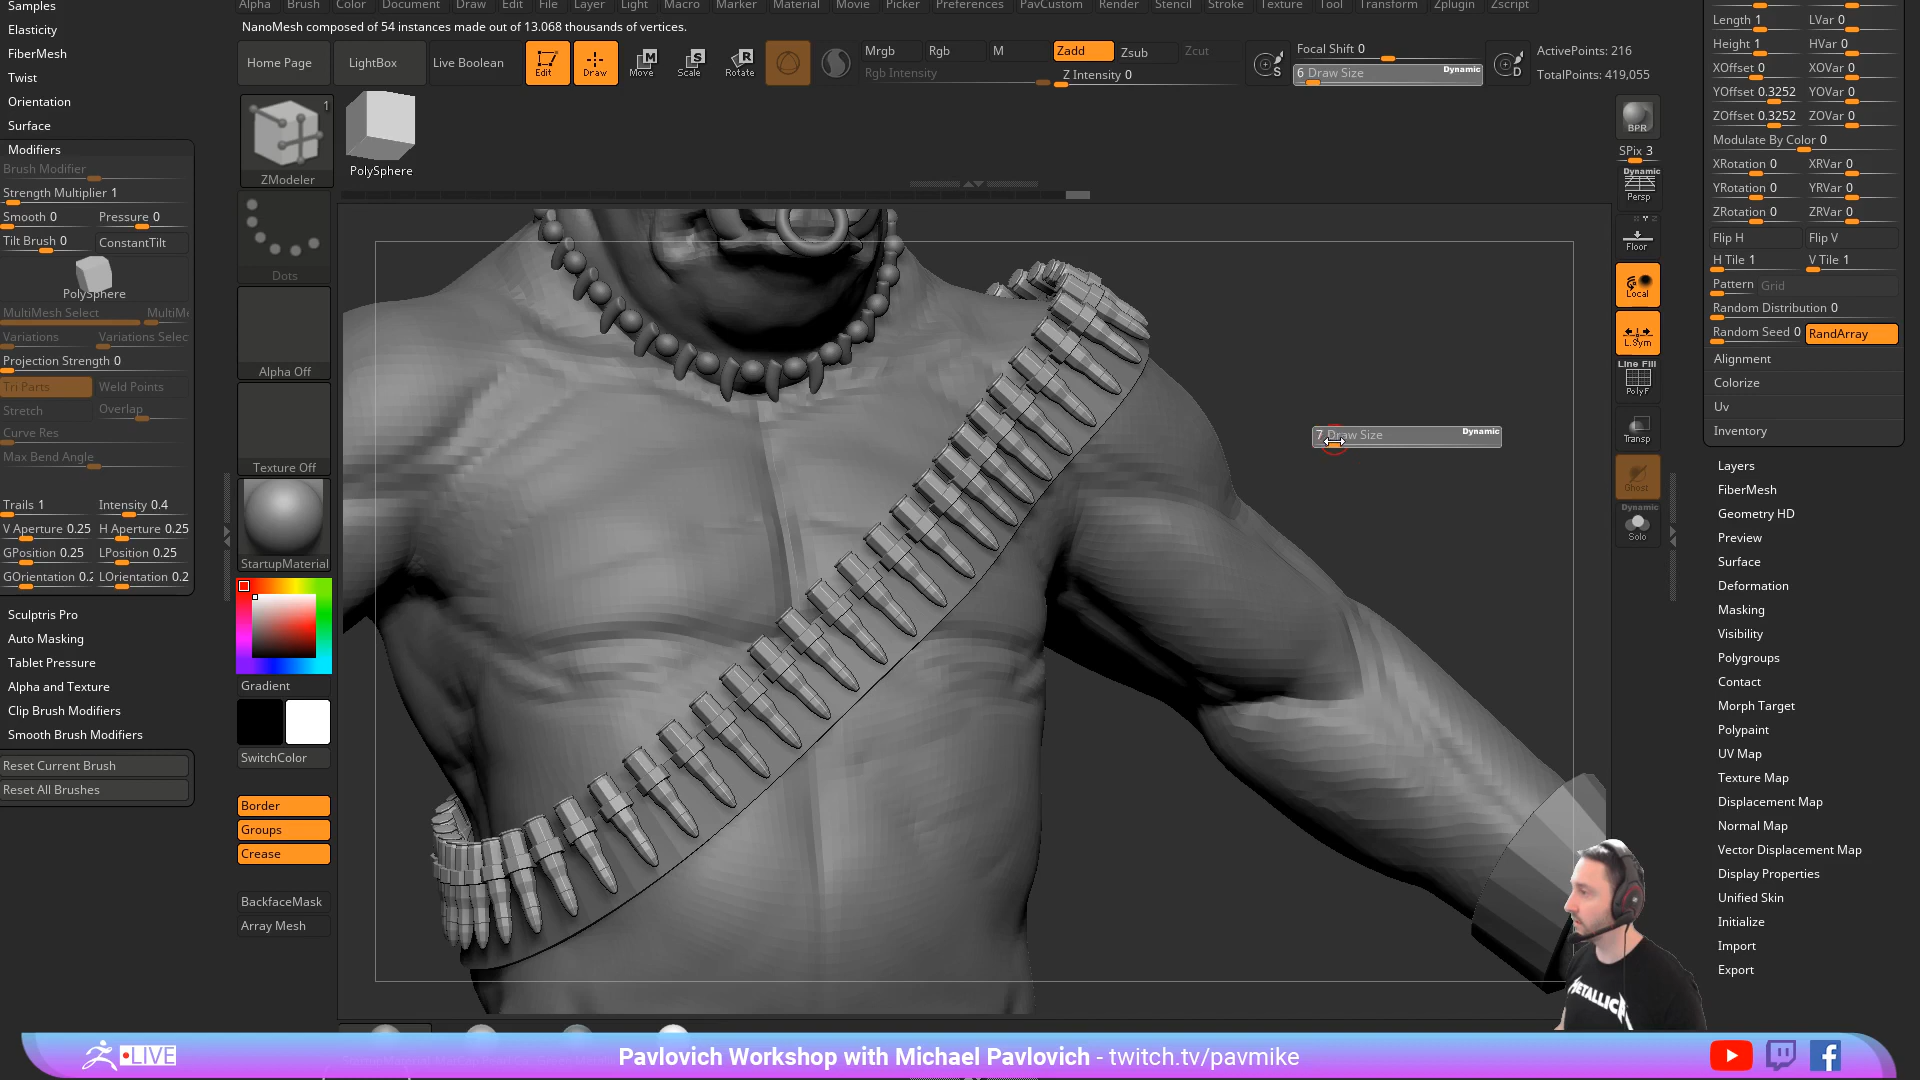 Alpha Brush Color Document Draw Edit File Layer Light Macro Marker Material Movie Picker Preferences PavCustom Render Stencil Stroke Texture Tool Transform Zplugin Zscript
NanoMesh composed of 54 instances made out of 13.068 thousands of vertices.
Home Page
LightBox
Live Boolean
Edit
Draw
Move
Scale
Rotate
Mrgb
Rgb
M
Rgb Intensity
Zadd
Zsub
Zcut
Z Intensity 0
S
Focal Shift 0
6 Draw Size
Dynamic
D
ActivePoints: 216
TotalPoints: 419,055
Samples
Elasticity
FiberMesh
Twist
Orientation
Surface
Modifiers
Brush Modifier
Strength Multiplier 1
Smooth 0
Pressure 0
Tilt Brush 0
ConstantTilt
PolySphere
MultiMesh Select
Variations
Variations Selec
Projection Strength 0
Tri Parts
Weld Points
Stretch
Overlap
Curve Res
Max Bend Angle
Trails 1
Intensity 0.4
V Aperture 0.25
H Aperture 0.25
GPosition 0.25
LPosition 0.25
GOrientation 0.2
LOrientation 0.2
Sculptris Pro
Auto Masking
Tablet Pressure
Alpha and Texture
Clip Brush Modifiers
Smooth Brush Modifiers
Reset Current Brush
Reset All Brushes
1
ZModeler
PolySphere
Dots
Alpha Off
Texture Off
StartupMaterial
Gradient
SwitchColor
Border
Groups
Crease
BackfaceMask
Array Mesh
7 Draw Size
Dynamic
BPR
SPix 3
Dynamic
Persp
Floor
Local
L.Sym
Line Fill
PolyF
Transp
Ghost
Dynamic
Solo
Length 1
LVar 0
Height 1
HVar 0
XOffset 0
XOVar 0
YOffset 0.3252
YOVar 0
ZOffset 0.3252
ZOVar 0
Modulate By Color 0
XRotation 0
XRVar 0
YRotation 0
YRVar 0
ZRotation 0
ZRVar 0
Flip H
Flip V
H Tile 1
V Tile 1
Pattern
Grid
Random Distribution 0
Random Seed 0
RandArray
Alignment
Colorize
Uv
Inventory
Layers
FiberMesh
Geometry HD
Preview
Surface
Deformation
Masking
Visibility
Polygroups
Contact
Morph Target
Polypaint
UV Map
Texture Map
Displacement Map
Normal Map
Vector Displacement Map
Display Properties
Unified Skin
Initialize
Import
Export
METALLICA
LIVE
Pavlovich Workshop with Michael Pavlovich - twitch.tv/pavmike